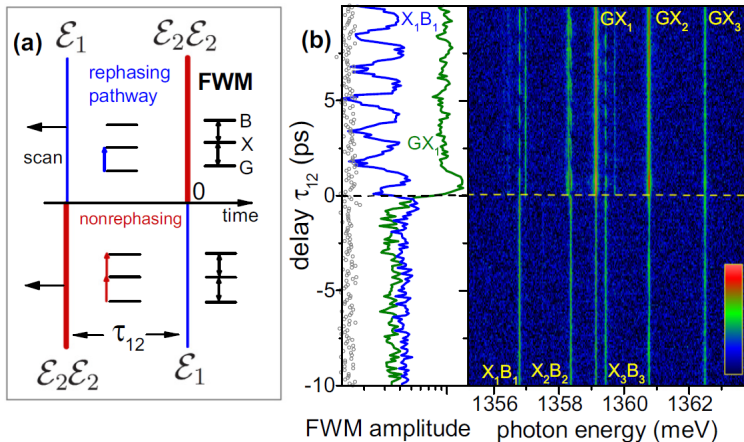 (a)
ℰ1
ℰ2ℰ2
rephasing
pathway
FWM
B
X
G
scan
0
time
nonrephasing
τ12
ℰ2ℰ2
ℰ1
(b)
X1B1
GX1
GX1
GX2
GX3
5
0
-5
-10
delay τ12 (ps)
X1B1
X2B2
X3B3
1356
1358
1360
1362
FWM amplitude
photon energy (meV)